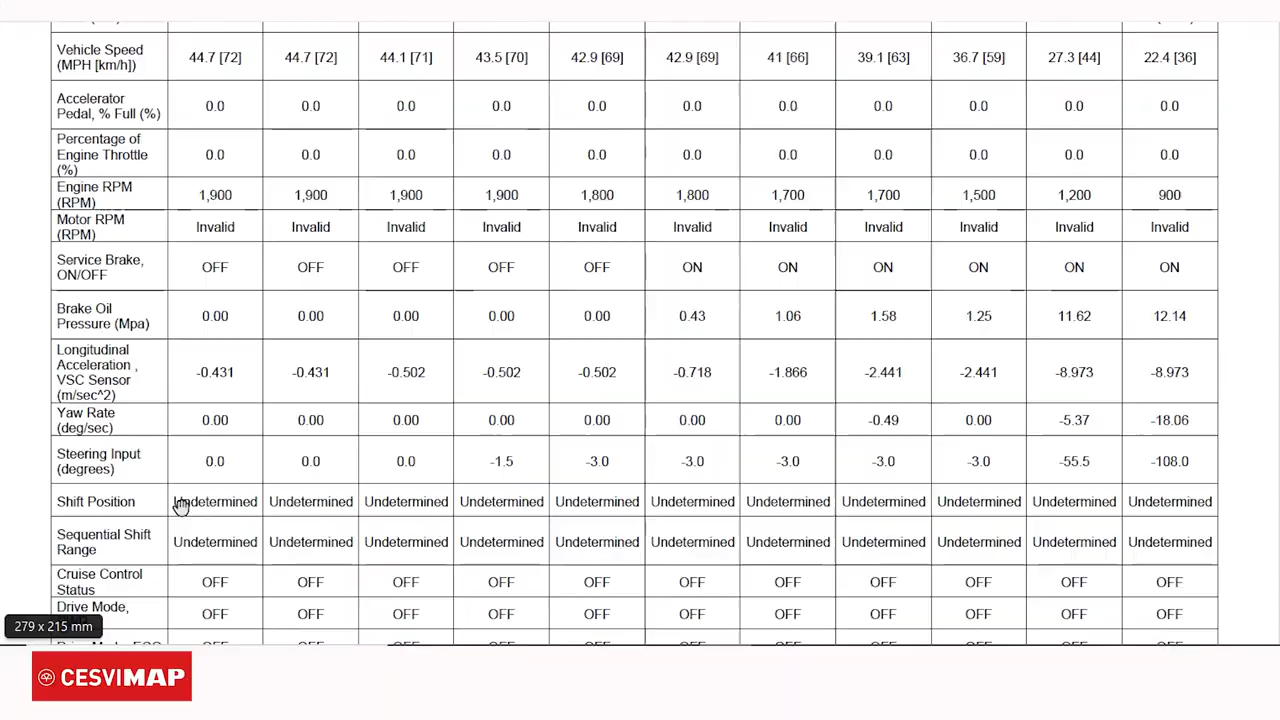 Vehicle Speed
(MPH [km/h]) 44.7 [72] 44.7 [72] 44.1 [71] 43.5 [70] 42.9 [69] 42.9 [69] 41 [66] 39.1 [63] 36.7 [59] 27.3 [44] 22.4 [36]
Accelerator
Pedal, % Full (%) 0.0 0.0 0.0 0.0 0.0 0.0 0.0 0.0 0.0 0.0 0.0
Percentage of
Engine Throttle 0.0 0.0 0.0 0.0 0.0 0.0 0.0 0.0 0.0 0.0 0.0
(%)
Engine RPM
(RPM) 1,900 1,900 1,900 1,900 1,800 1,800 1,700 1,700 1,500 1,200 900
Motor RPM
(RPM) Invalid Invalid Invalid Invalid Invalid Invalid Invalid Invalid Invalid Invalid Invalid
Service Brake,
ON/OFF OFF OFF OFF OFF OFF ON ON ON ON ON ON
Brake Oil
Pressure (Mpa) 0.00 0.00 0.00 0.00 0.00 0.43 1.06 1.58 1.25 11.62 12.14
Longitudinal
Acceleration ,
VSC Sensor -0.431 -0.431 -0.502 -0.502 -0.502 -0.718 -1.866 -2.441 -2.441 -8.973 -8.973
(m/sec^2)
Yaw Rate
(deg/sec) 0.00 0.00 0.00 0.00 0.00 0.00 0.00 -0.49 0.00 -5.37 -18.06
Steering Input
(degrees) 0.0 0.0 0.0 -1.5 -3.0 -3.0 -3.0 -3.0 -3.0 -55.5 -108.0
Shift Position Undetermined Undetermined Undetermined Undetermined Undetermined Undetermined Undetermined Undetermined Undetermined Undetermined Undetermined
Sequential Shift
Range Undetermined Undetermined Undetermined Undetermined Undetermined Undetermined Undetermined Undetermined Undetermined Undetermined Undetermined
Cruise Control
Status OFF OFF OFF OFF OFF OFF OFF OFF OFF OFF OFF
Drive Mode, OFF OFF OFF OFF OFF OFF OFF OFF OFF OFF OFF
279 x 215 mm
CESVIMAP